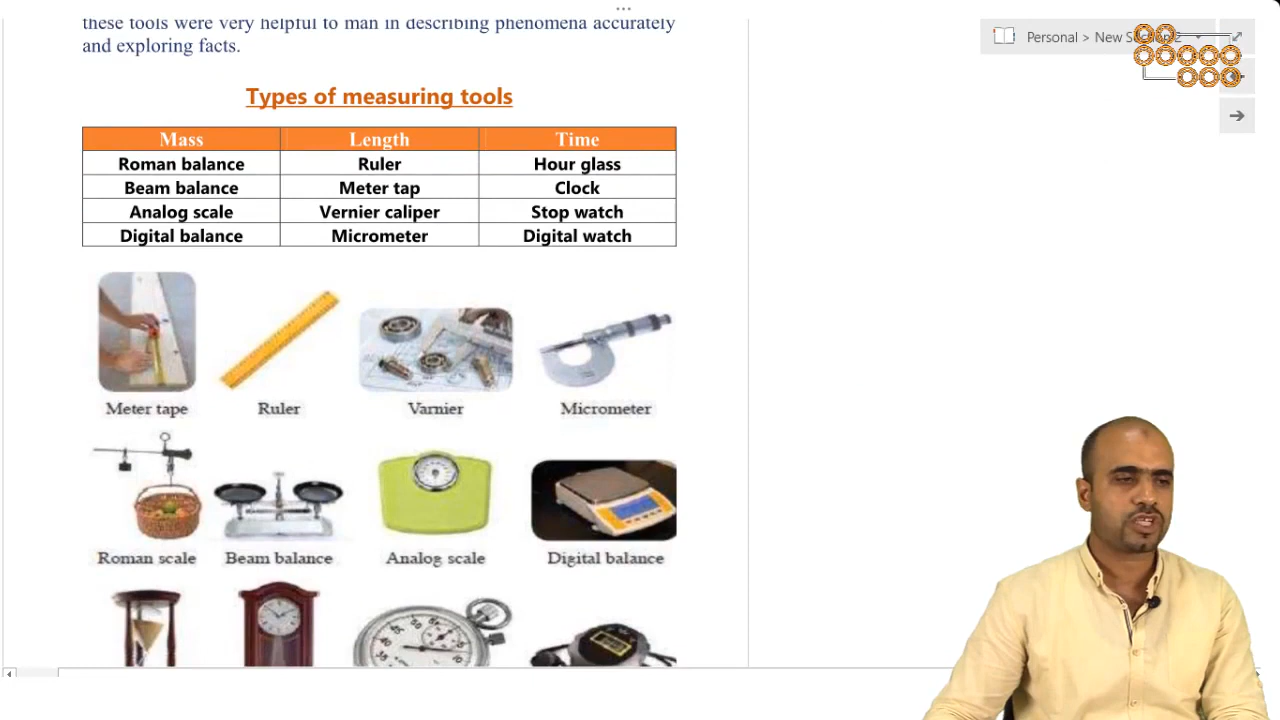 these tools were very helpful to man in describing phenomena accurately
and exploring facts.
Personal > New Section 2
Types of measuring tools
Mass Length Time
Roman balance Ruler Hour glass
Beam balance Meter tap Clock
Analog scale Vernier caliper Stop watch
Digital balance Micrometer Digital watch
Meter tape Ruler Varnier Micrometer
Roman scale Beam balance Analog scale Digital balance